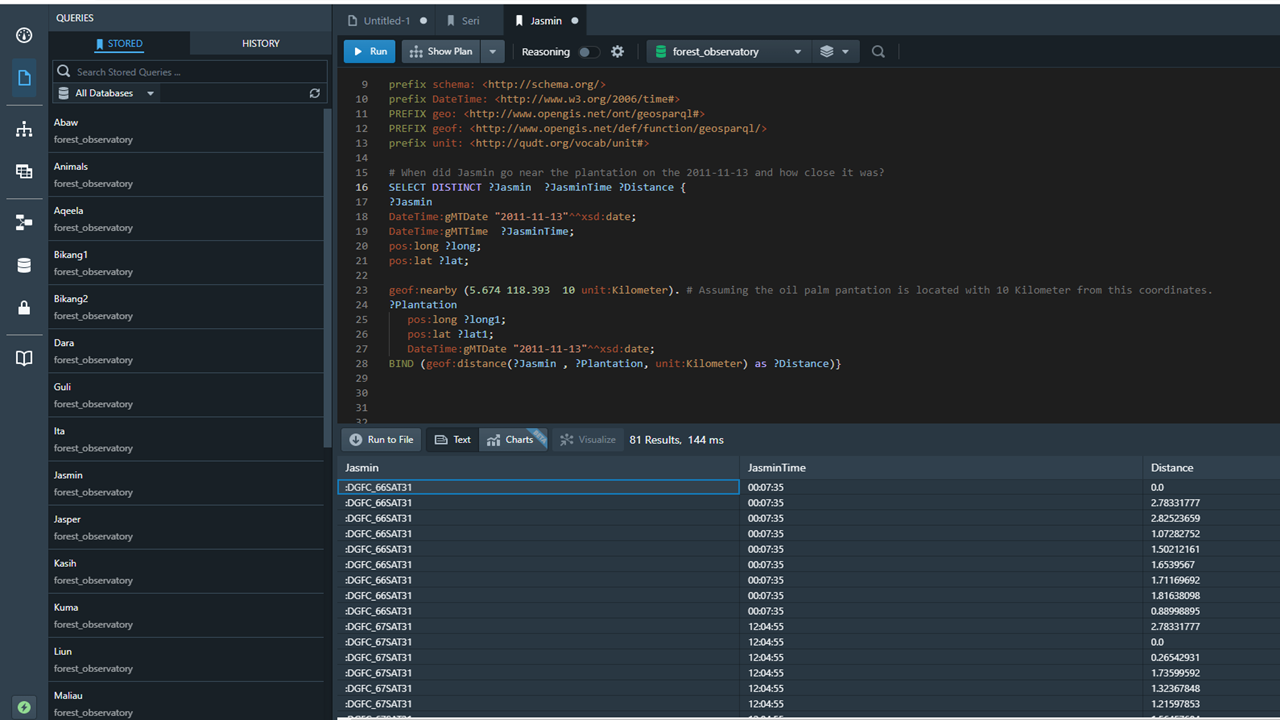 QUERIES
STORED
HISTORY
Search Stored Queries ...
All Databases
Abaw
forest_observatory
Animals
forest_observatory
Aqeela
forest_observatory
Bikang1
forest_observatory
Bikang2
forest_observatory
Dara
forest_observatory
Guli
forest_observatory
Ita
forest_observatory
Jasmin
forest_observatory
Jasper
forest_observatory
Kasih
forest_observatory
Kuma
forest_observatory
Liun
forest_observatory
Maliau
forest_observatory
Untitled-1
Seri
Jasmin
Run
Show Plan
Reasoning
forest_observatory
9 prefix schema: <http://schema.org/>
10 prefix DateTime: <http://www.w3.org/2006/time#>
11 PREFIX geo: <http://www.opengis.net/ont/geosparql#>
12 PREFIX geof: <http://www.opengis.net/def/function/geosparql/>
13 prefix unit: <http://qudt.org/vocab/unit#>
14
15 # When did Jasmin go near the plantation on the 2011-11-13 and how close it was?
16 SELECT DISTINCT ?Jasmin  ?JasminTime ?Distance {
17 ?Jasmin
18 DateTime:gMTDate "2011-11-13"^^xsd:date;
19 DateTime:gMTTime  ?JasminTime;
20 pos:long ?long;
21 pos:lat ?lat;
22
23 geof:nearby (5.674 118.393  10 unit:Kilometer). # Assuming the oil palm pantation is located with 10 Kilometer from this coordinates.
24 ?Plantation
25 pos:long ?long1;
26 pos:lat ?lat1;
27 DateTime:gMTDate "2011-11-13"^^xsd:date;
28 BIND (geof:distance(?Jasmin , ?Plantation, unit:Kilometer) as ?Distance)}
29
30
31
32
Run to File
Text
Charts
BETA
Visualize
81 Results, 144 ms
Jasmin JasminTime Distance
:DGFC_66SAT31 00:07:35 0.0
:DGFC_66SAT31 00:07:35 2.78331777
:DGFC_66SAT31 00:07:35 2.82523659
:DGFC_66SAT31 00:07:35 1.07282752
:DGFC_66SAT31 00:07:35 1.50212161
:DGFC_66SAT31 00:07:35 1.6539567
:DGFC_66SAT31 00:07:35 1.71169692
:DGFC_66SAT31 00:07:35 1.81638098
:DGFC_66SAT31 00:07:35 0.88998895
:DGFC_67SAT31 12:04:55 2.78331777
:DGFC_67SAT31 12:04:55 0.0
:DGFC_67SAT31 12:04:55 0.26542931
:DGFC_67SAT31 12:04:55 1.73599592
:DGFC_67SAT31 12:04:55 1.32367848
:DGFC_67SAT31 12:04:55 1.21597853